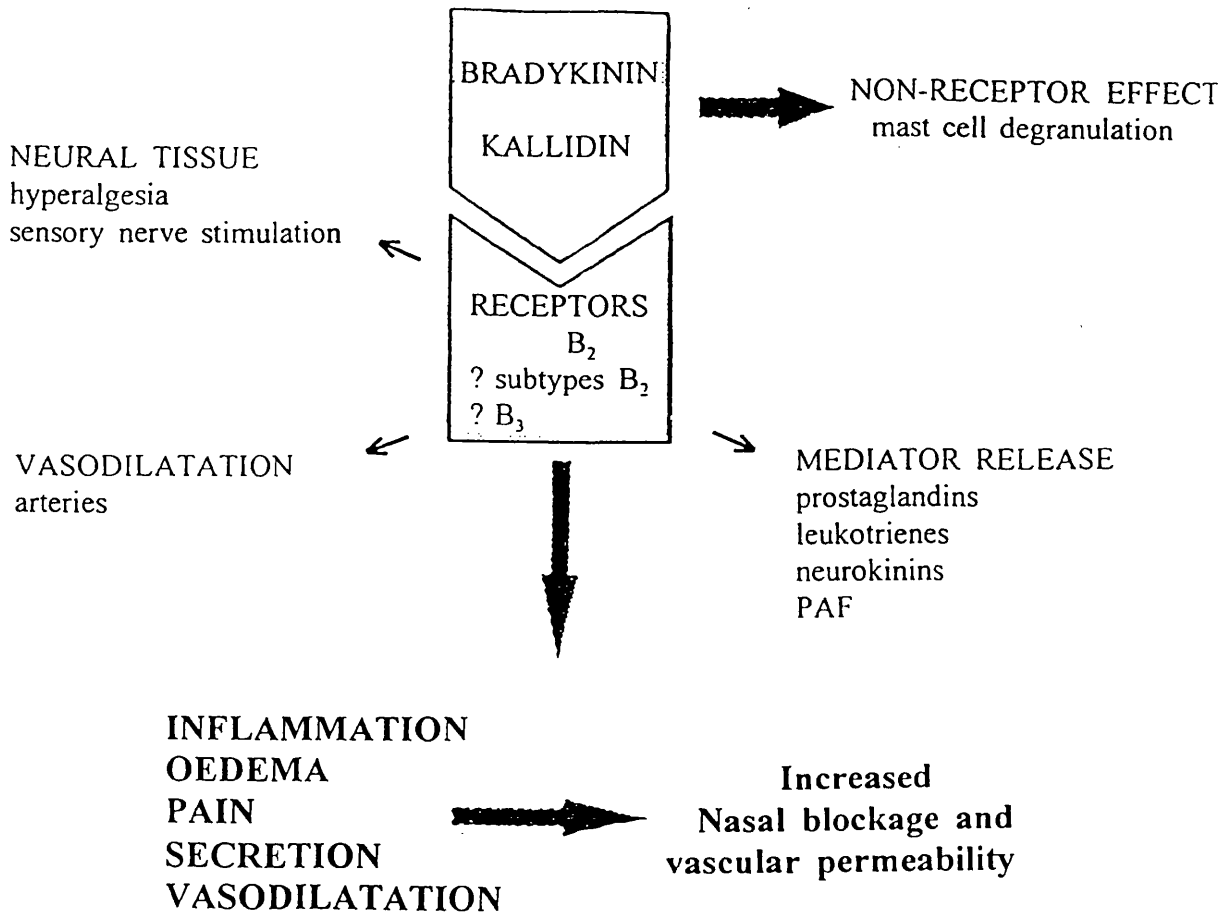 BRADYKININ
KALLIDIN
NON-RECEPTOR EFFECT
mast cell degranulation
NEURAL TISSUE
hyperalgesia
sensory nerve stimulation
RECEPTORS
B₂
? subtypes B₂
? B₃
VASODILATATION
arteries
MEDIATOR RELEASE
prostaglandins
leukotrienes
neurokinins
PAF
INFLAMMATION
OEDEMA
PAIN
SECRETION
VASODILATATION
Increased
Nasal blockage and
vascular permeability